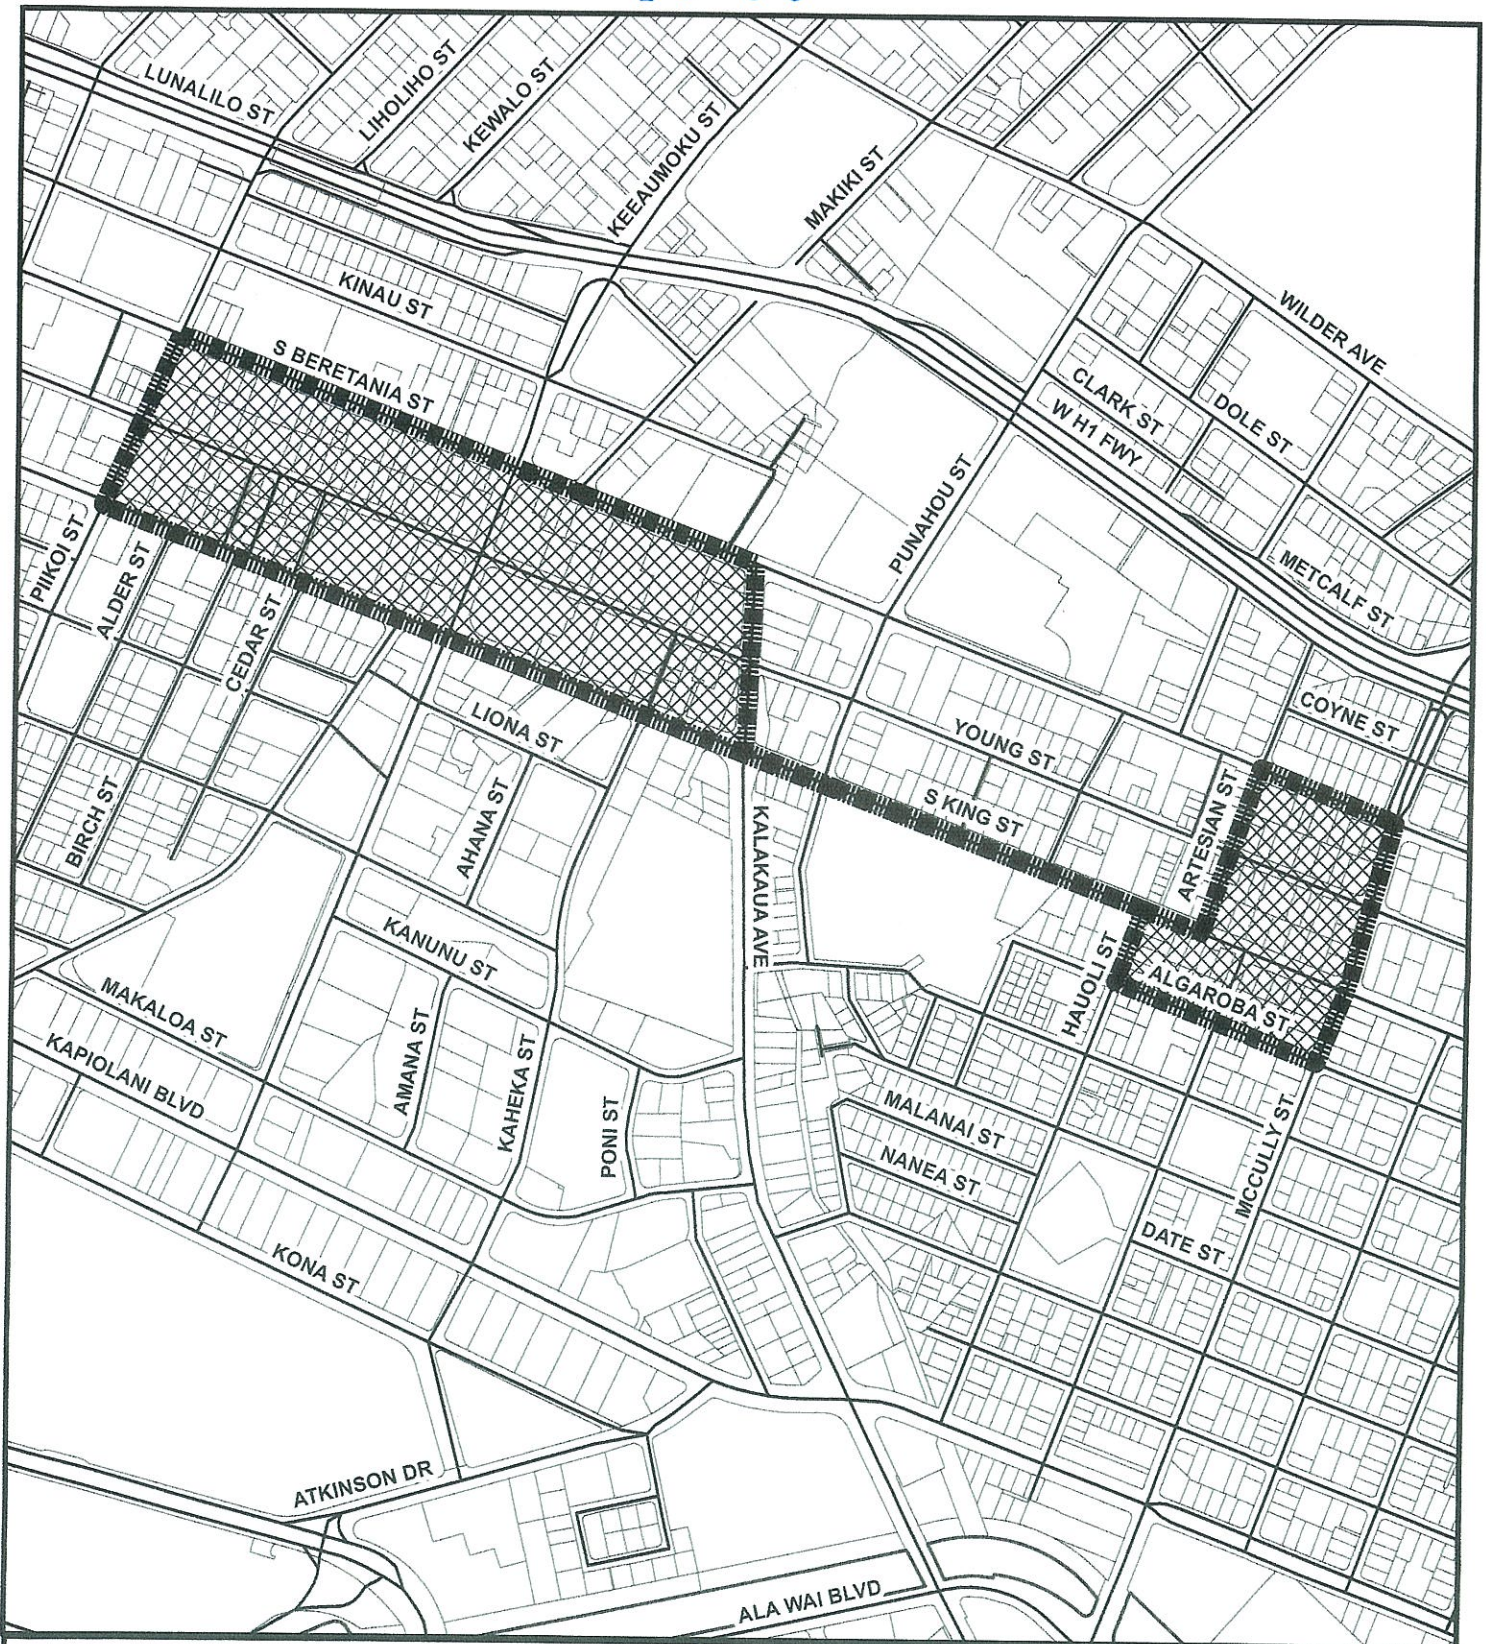 LUNALILO ST
LIHOLIHO ST
KEWALO ST
KEEAUMOKU ST
MAKIKI ST
KINAU ST
WILDER AVE
S BERETANIA ST
CLARK ST
DOLE ST
W H1 FWY
PUNAHOU ST
METCALF ST
PIIKOI ST
ALDER ST
CEDAR ST
COYNE ST
LIONA ST
YOUNG ST
S KING ST
ARTESIAN ST
BIRCH ST
AHANA ST
KALAKAUA AVE
KANUNU ST
HAUOLI ST
ALGAROBA ST
MAKALOA ST
KAPIOLANI BLVD
AMANA ST
KAHEKA ST
PONI ST
MALANAI ST
NANEA ST
MCCULLY ST
DATE ST
KONA ST
ATKINSON DR
ALA WAI BLVD